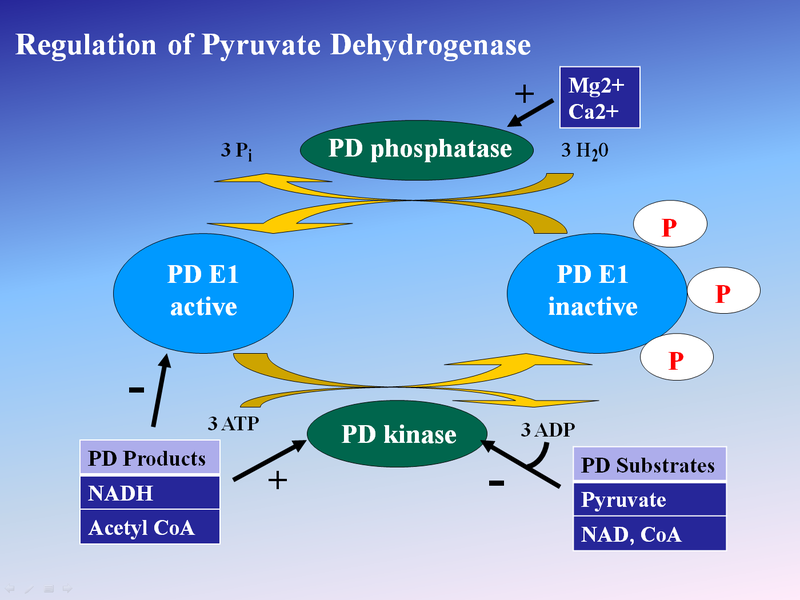 Regulation of Pyruvate Dehydrogenase
+
Mg2+
Ca2+
3 Pi
PD phosphatase
3 H20
P
PD E1
active
PD E1
inactive
P
P
-
3 ATP
PD kinase
3 ADP
PD Products
NADH
Acetyl CoA
+
-
PD Substrates
Pyruvate
NAD, CoA